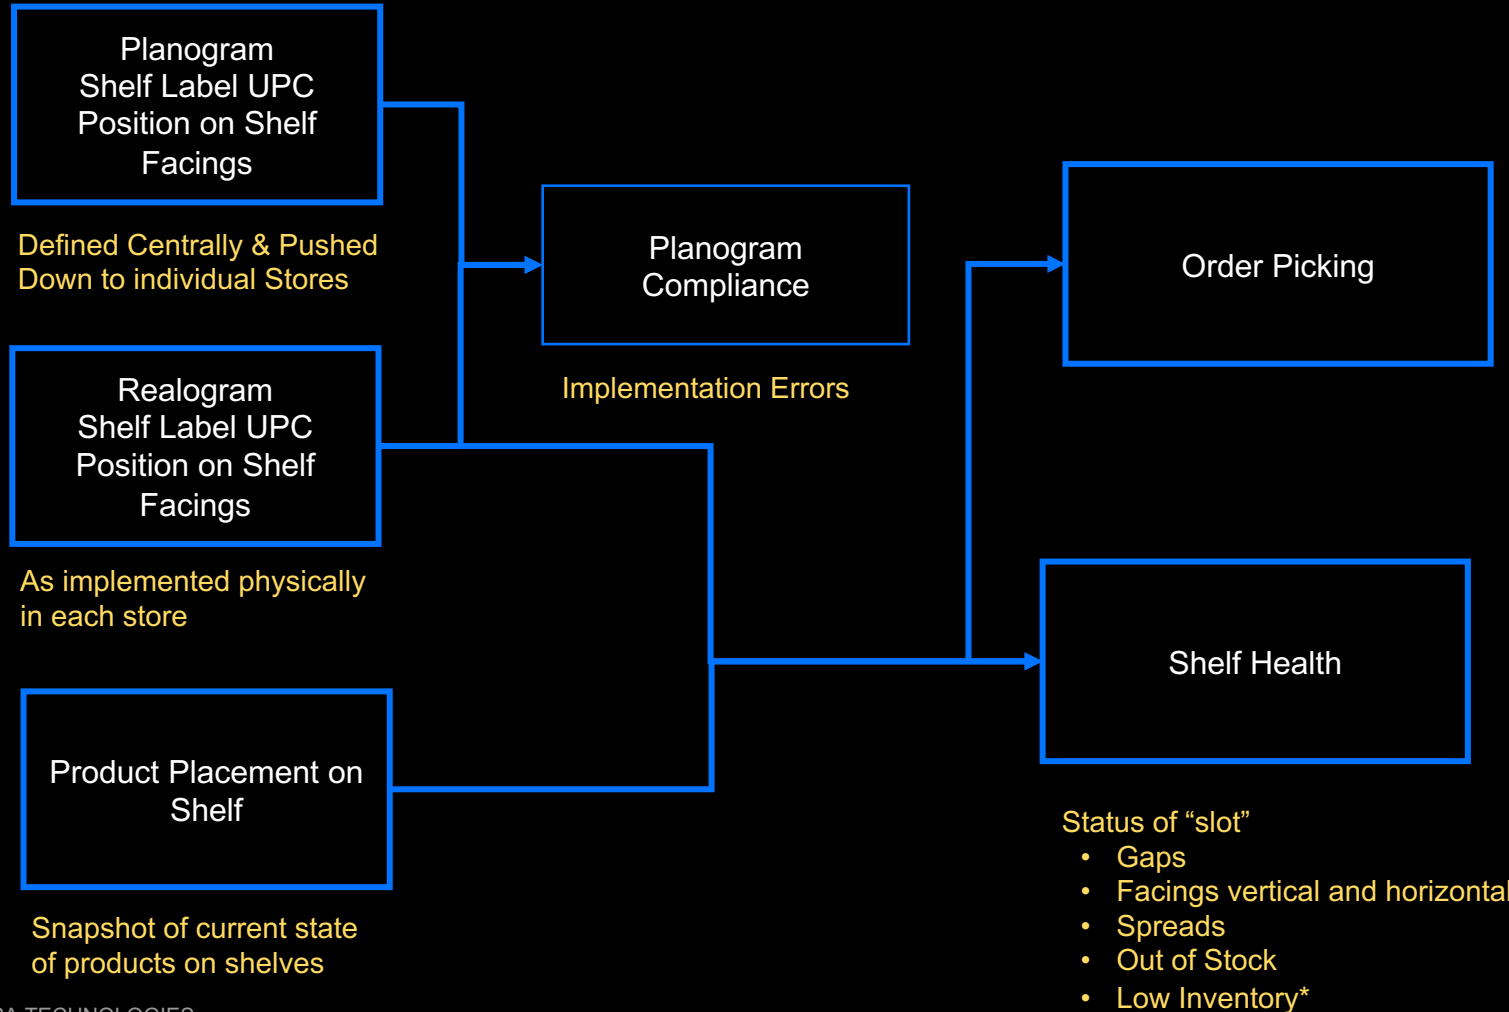 Planogram
Shelf Label UPC
Position on Shelf
Facings
Defined Centrally & Pushed
Down to individual Stores
Planogram
Compliance
Implementation Errors
Order Picking
Realogram
Shelf Label UPC
Position on Shelf
Facings
As implemented physically
in each store
Shelf Health
Product Placement on
Shelf
Snapshot of current state
of products on shelves
Status of “slot”
• Gaps
• Facings vertical and horizontal
• Spreads
• Out of Stock
• Low Inventory*
TECHNOLOGIES